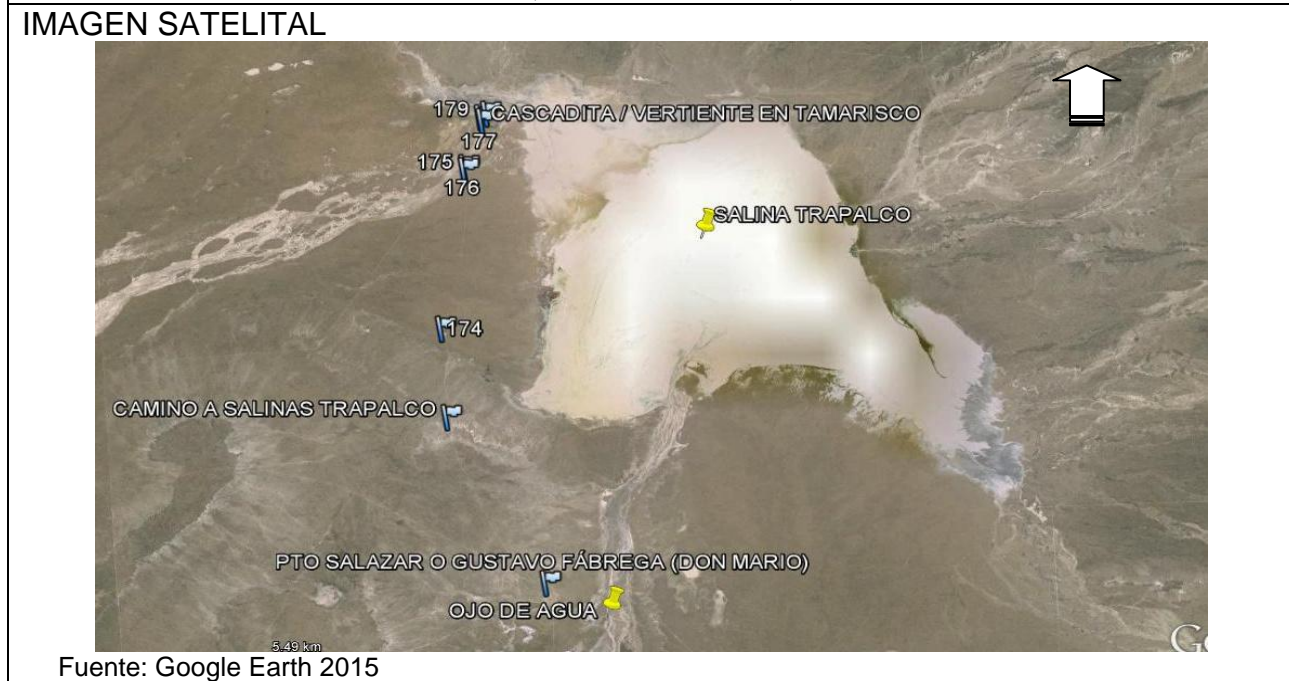 IMAGEN SATELITAL
179 CASCADITA / VERTIENTE EN TAMARISCO
177
175
176
SALINA TRAPALCO
174
CAMINO A SALINAS TRAPALCO
PTO SALAZAR O GUSTAVO FÁBREGA (DON MARIO)
OJO DE AGUA
5.49 km
Fuente: Google Earth 2015